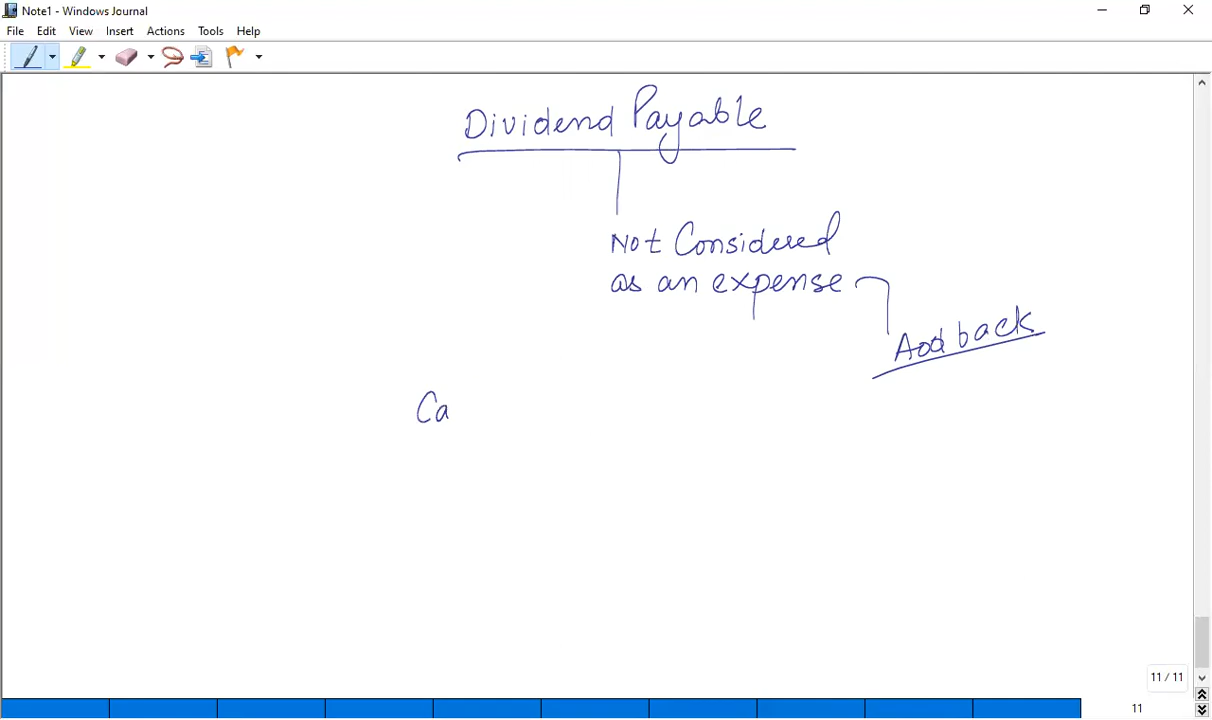 Note1 - Windows Journal
File Edit View Insert Actions Tools Help
Dividend Payable
Not Considered
as an expense
Add back
Ca
11 / 11
11